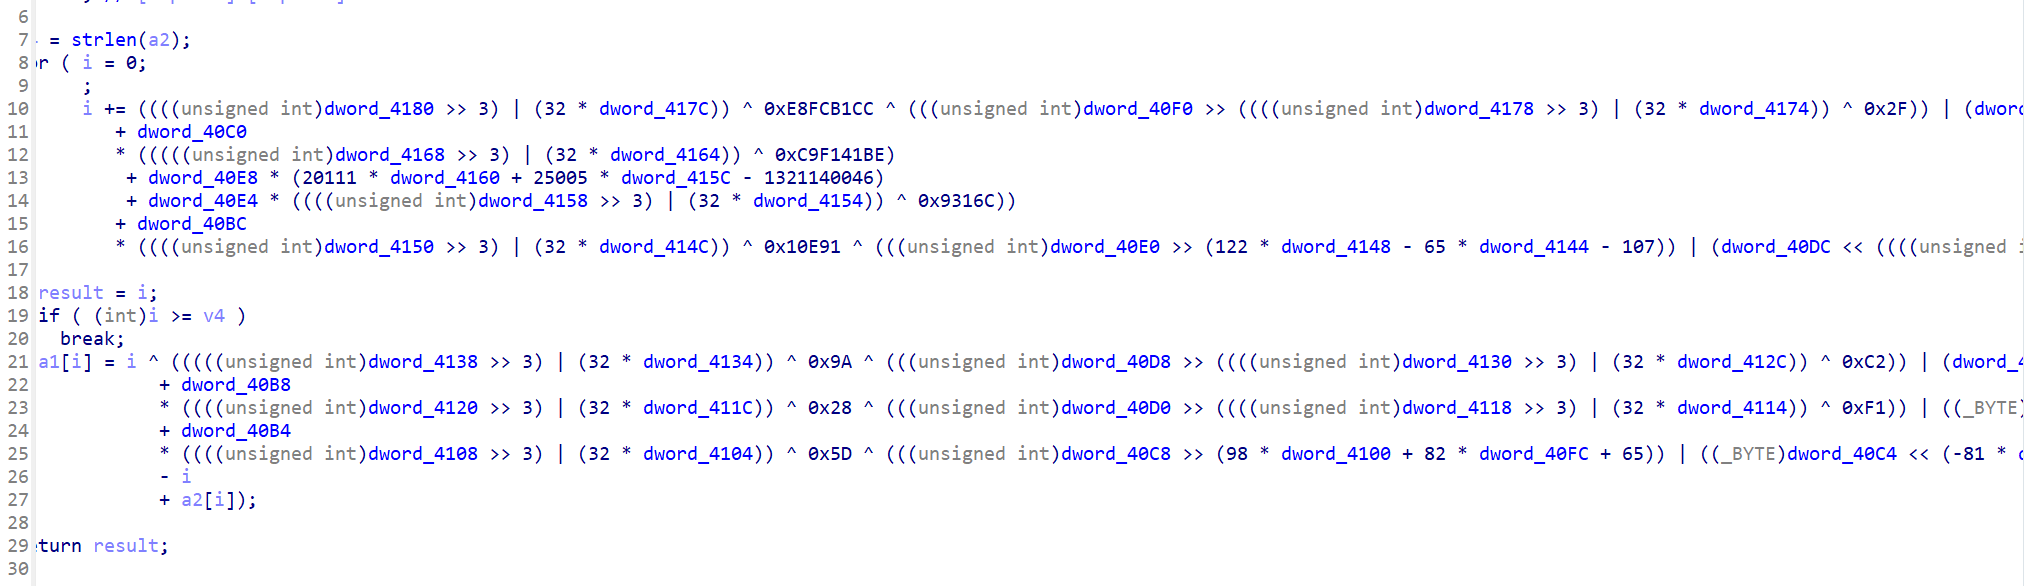 6
7 = strlen(a2);
8 r ( i = 0;
9 ;
10 i += ((((unsigned int)dword_4180 >> 3) | (32 * dword_417C)) ^ 0xE8FCB1CC ^ (((unsigned int)dword_40F0 >> ((((unsigned int)dword_4178 >> 3) | (32 * dword_4174)) ^ 0x2F)) | (dword
11 + dword_40C0
12 * (((((unsigned int)dword_4168 >> 3) | (32 * dword_4164)) ^ 0xC9F141BE)
13 + dword_40E8 * (20111 * dword_4160 + 25005 * dword_415C - 1321140046)
14 + dword_40E4 * ((((unsigned int)dword_4158 >> 3) | (32 * dword_4154)) ^ 0x9316C))
15 + dword_40BC
16 * ((((unsigned int)dword_4150 >> 3) | (32 * dword_414C)) ^ 0x10E91 ^ (((unsigned int)dword_40E0 >> (122 * dword_4148 - 65 * dword_4144 - 107)) | (dword_40DC << ((((unsigned i
17
18 result = i;
19 if ( (int)i >= v4 )
20 break;
21 a1[i] = i ^ (((((unsigned int)dword_4138 >> 3) | (32 * dword_4134)) ^ 0x9A ^ (((unsigned int)dword_40D8 >> ((((unsigned int)dword_4130 >> 3) | (32 * dword_412C)) ^ 0xC2)) | (dword_4
22 + dword_40B8
23 * ((((unsigned int)dword_4120 >> 3) | (32 * dword_411C)) ^ 0x28 ^ (((unsigned int)dword_40D0 >> ((((unsigned int)dword_4118 >> 3) | (32 * dword_4114)) ^ 0xF1)) | ((_BYTE)
24 + dword_40B4
25 * ((((unsigned int)dword_4108 >> 3) | (32 * dword_4104)) ^ 0x5D ^ (((unsigned int)dword_40C8 >> (98 * dword_4100 + 82 * dword_40FC + 65)) | ((_BYTE)dword_40C4 << (-81 * d
26 - i
27 + a2[i]);
28
29 turn result;
30